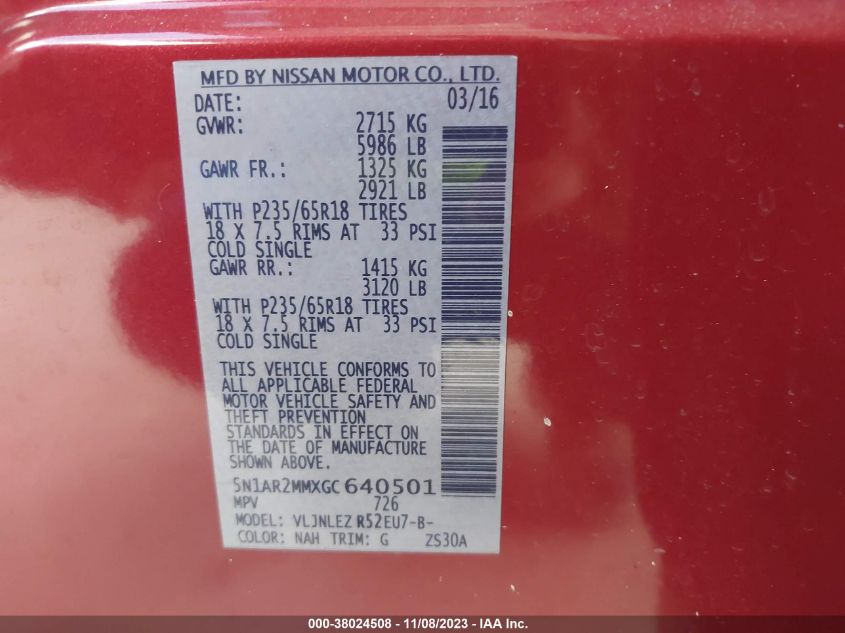 MFD BY NISSAN MOTOR CO., LTD.
DATE: 03/16
GVWR: 2715 KG
5986 LB
GAWR FR.: 1325 KG
2921 LB
WITH P235/65R18 TIRES
18 X 7.5 RIMS AT 33 PSI
COLD SINGLE
GAWR RR.: 1415 KG
3120 LB
WITH P235/65R18 TIRES
18 X 7.5 RIMS AT 33 PSI
COLD SINGLE
THIS VEHICLE CONFORMS TO
ALL APPLICABLE FEDERAL
MOTOR VEHICLE SAFETY AND
THEFT PREVENTION
STANDARDS IN EFFECT ON
THE DATE OF MANUFACTURE
SHOWN ABOVE.
5N1AR2MMXGC640501
MPV 726
MODEL: VLJNLEZ R52EU7-B-
COLOR: NAH TRIM: G ZS30A
000-38024508 - 11/08/2023 - IAA Inc.